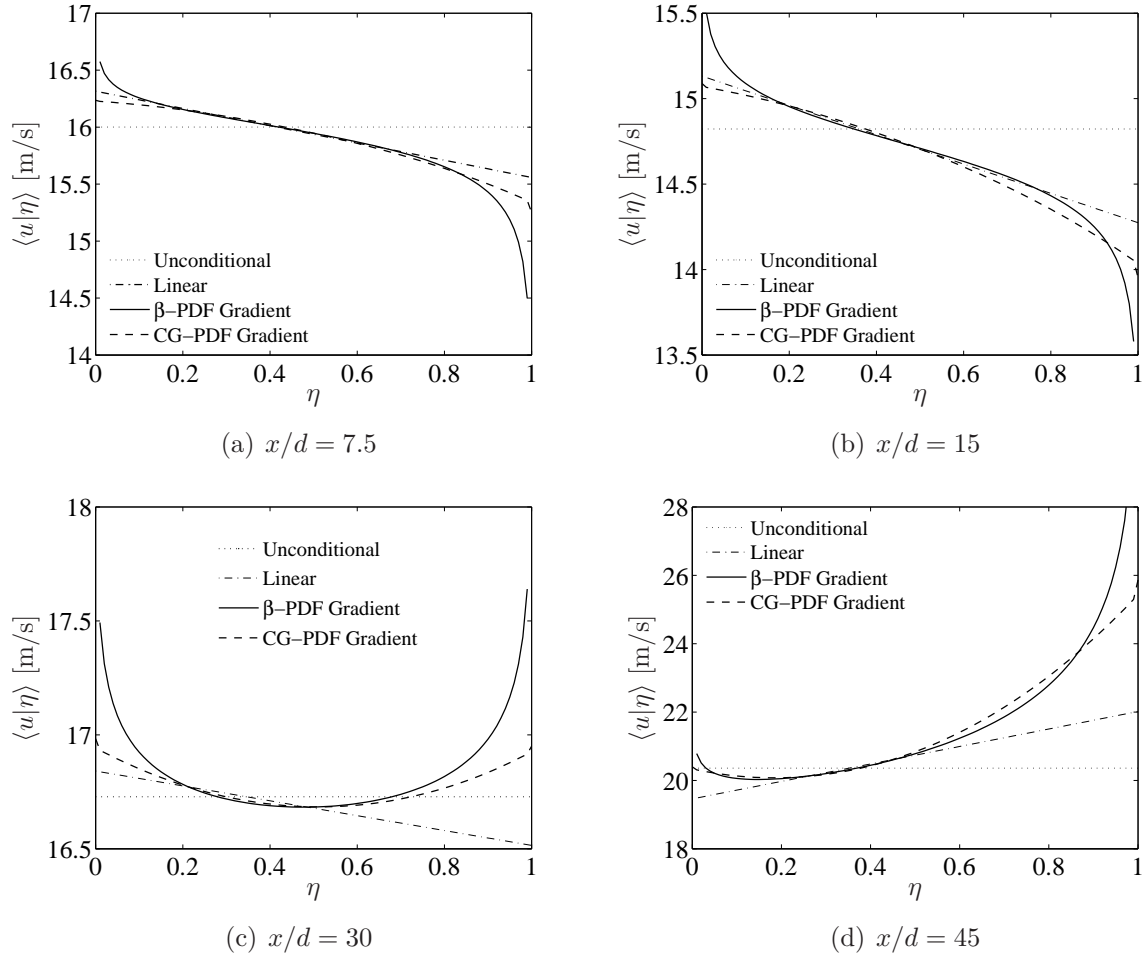 17
16.5
16
15.5
15
14.5
14
0
0.2
0.4
0.6
0.8
1
η
⟨u|η⟩ [m/s]
Unconditional
Linear
β−PDF Gradient
CG−PDF Gradient
(a) x/d = 7.5
15.5
15
14.5
14
13.5
0
0.2
0.4
0.6
0.8
1
η
⟨u|η⟩ [m/s]
Unconditional
Linear
β−PDF Gradient
CG−PDF Gradient
(b) x/d = 15
18
17.5
17
16.5
0
0.2
0.4
0.6
0.8
1
η
⟨u|η⟩ [m/s]
Unconditional
Linear
β−PDF Gradient
CG−PDF Gradient
(c) x/d = 30
28
26
24
22
20
18
0
0.2
0.4
0.6
0.8
1
η
⟨u|η⟩ [m/s]
Unconditional
Linear
β−PDF Gradient
CG−PDF Gradient
(d) x/d = 45